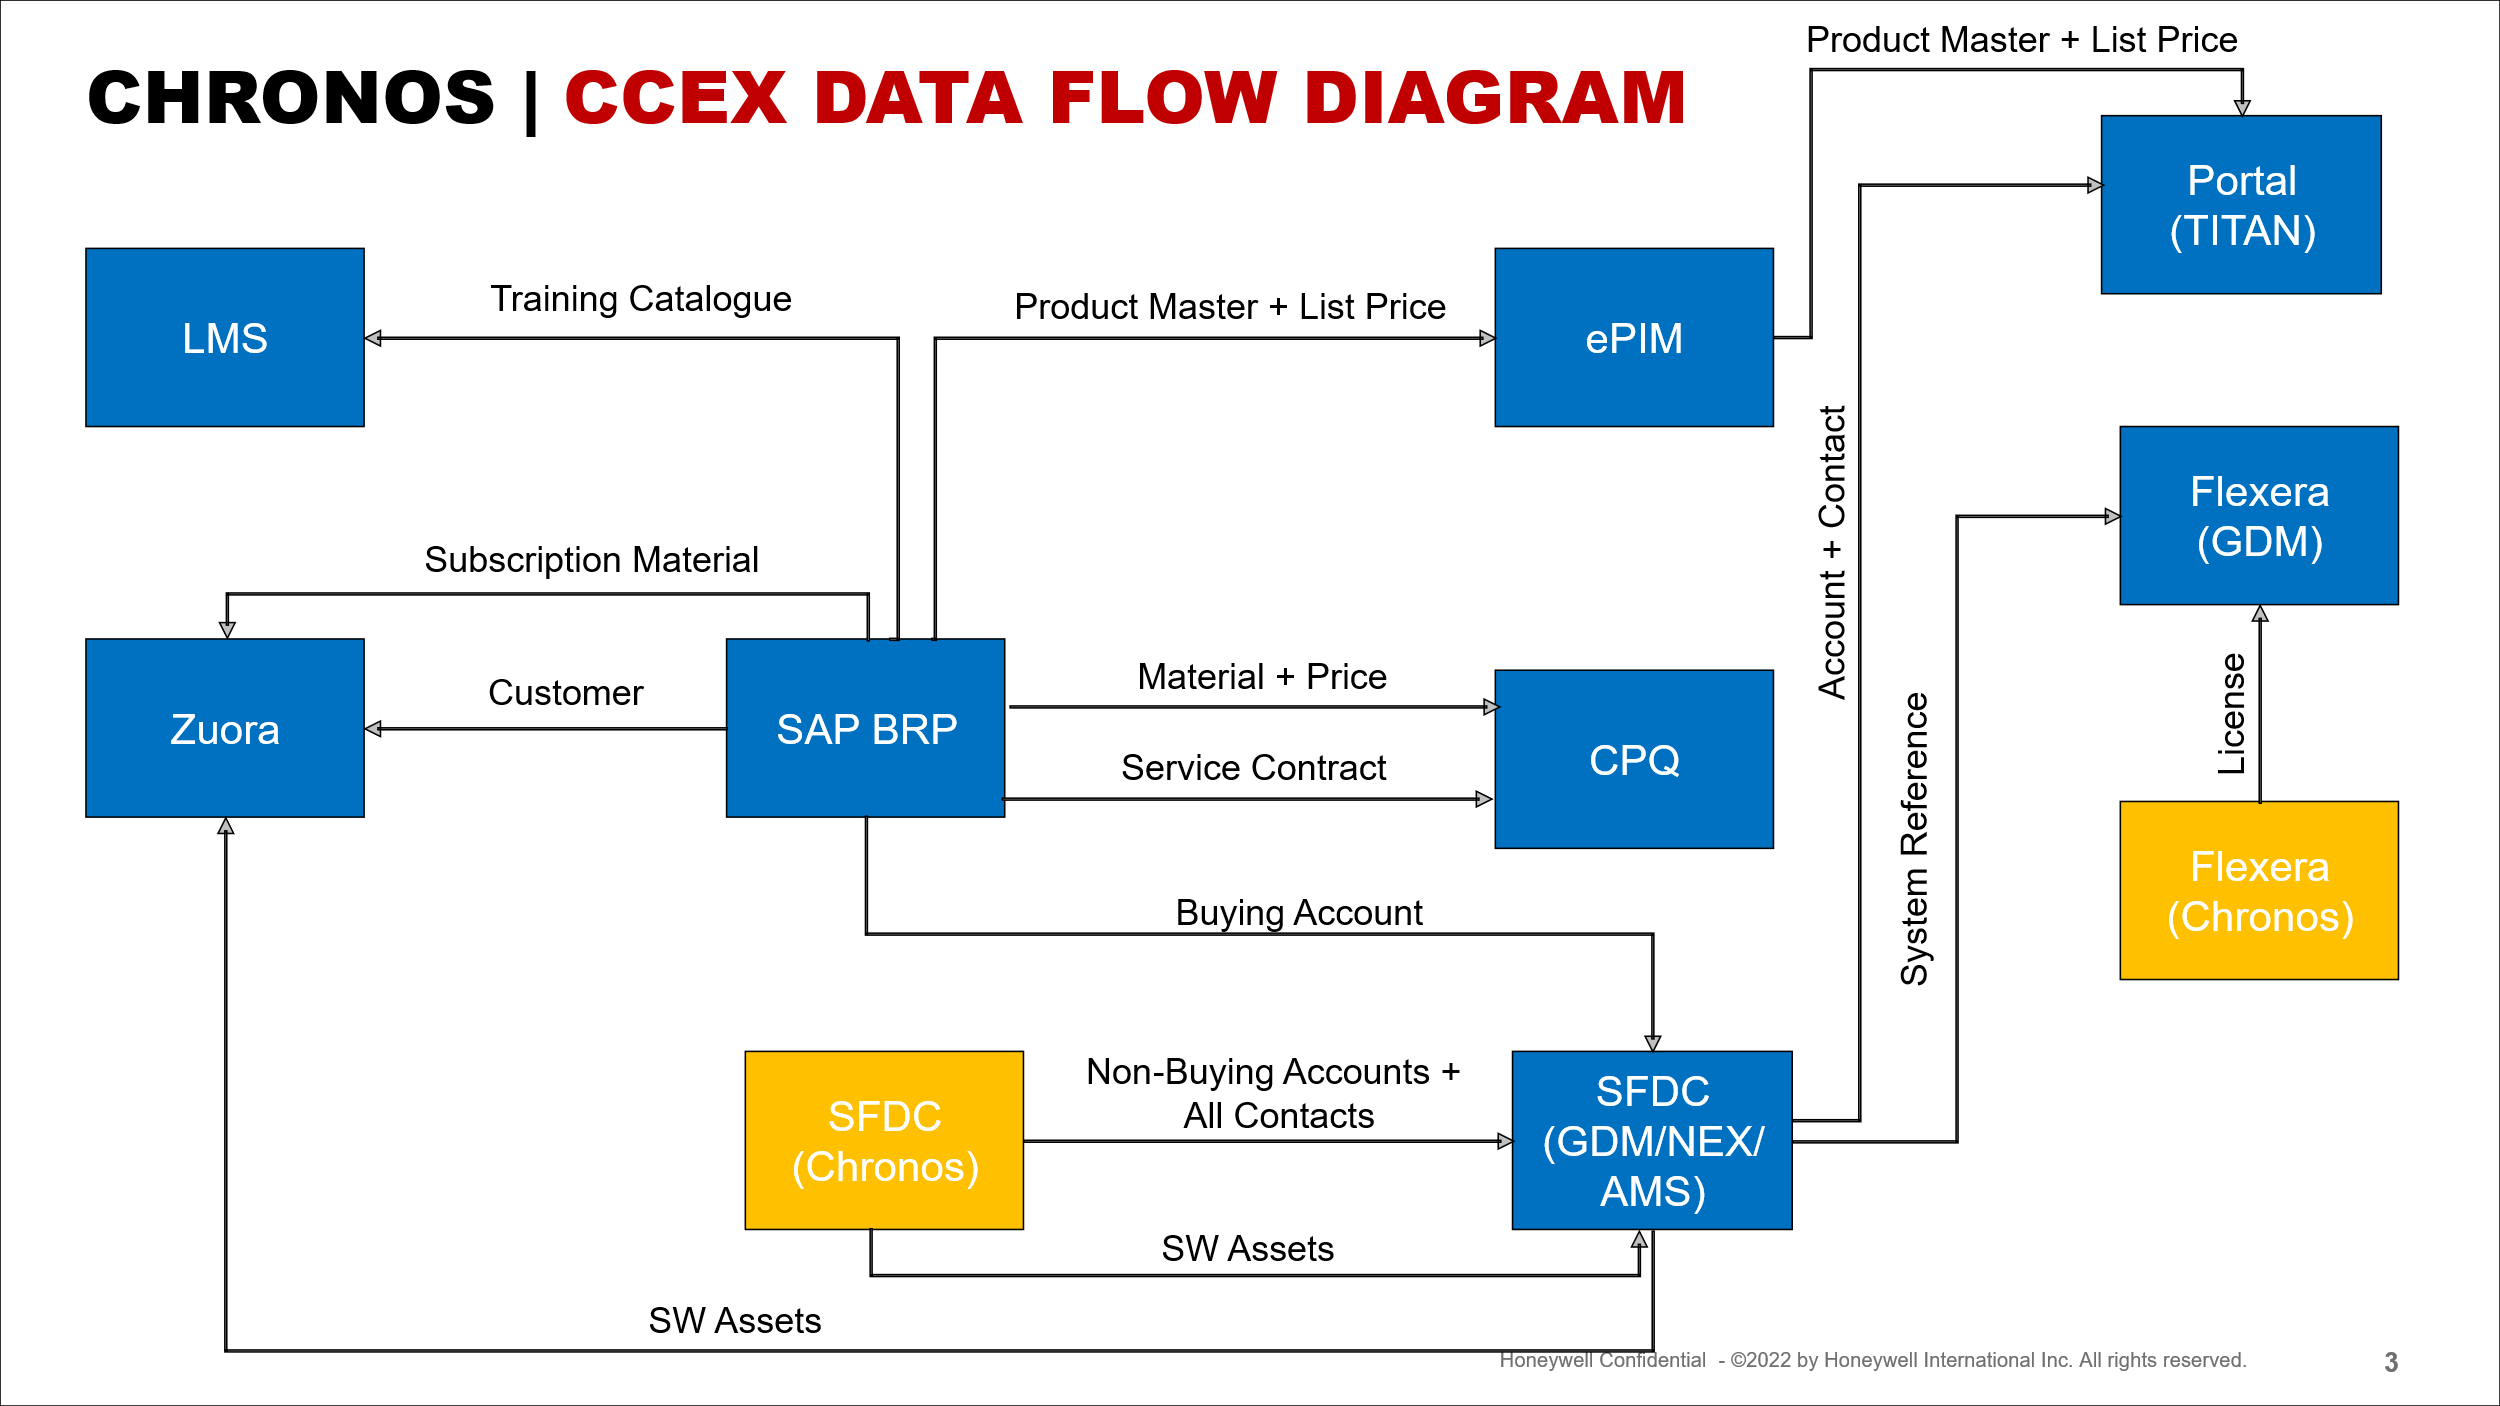 Product Master + List Price
CHRONOS | CCEX DATA FLOW DIAGRAM
Portal
(TITAN)
LMS
Training Catalogue
Product Master + List Price
ePIM
Account + Contact
Flexera
(GDM)
Subscription Material
Zuora
Customer
SAP BRP
Material + Price
Service Contract
CPQ
System Reference
License
Flexera
(Chronos)
Buying Account
SFDC
(Chronos)
Non-Buying Accounts +
All Contacts
SFDC
(GDM/NEX/
AMS)
SW Assets
SW Assets
Honeywell Confidential - ©2022 by Honeywell International Inc. All rights reserved.
3